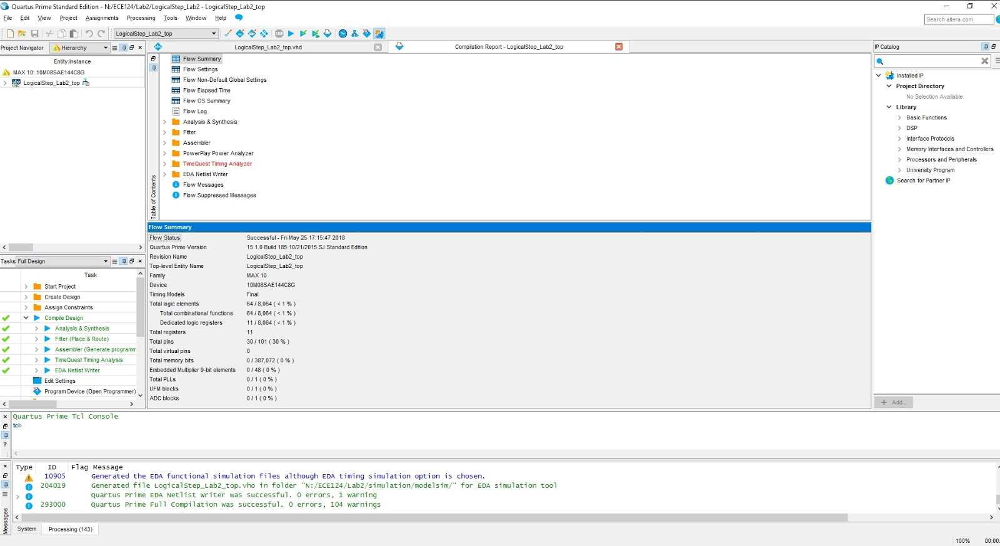 Quartus Prime Standard Edition - N:/ECE124/Lab2/LogicalStep_Lab2 - LogicalStep_Lab2_top
File Edit View Project Assignments Processing Tools Window Help
Search altera.com
LogicalStep_Lab2_top
Project Navigator Hierarchy
Entity:Instance
MAX 10: 10M08SAE144C8G
LogicalStep_Lab2_top
LogicalStep_Lab2_top.vhd
Compilation Report - LogicalStep_Lab2_top
Table of Contents
Flow Summary
Flow Settings
Flow Non-Default Global Settings
Flow Elapsed Time
Flow OS Summary
Flow Log
Analysis & Synthesis
Fitter
Assembler
PowerPlay Power Analyzer
TimeQuest Timing Analyzer
EDA Netlist Writer
Flow Messages
Flow Suppressed Messages
Flow Summary
Flow Status Successful - Fri May 25 17:15:47 2018
Quartus Prime Version 15.1.0 Build 185 10/21/2015 SJ Standard Edition
Revision Name LogicalStep_Lab2_top
Top-level Entity Name LogicalStep_Lab2_top
Family MAX 10
Device 10M08SAE144C8G
Timing Models Final
Total logic elements 64 / 8,064 ( < 1 % )
Total combinational functions 64 / 8,064 ( < 1 % )
Dedicated logic registers 11 / 8,064 ( < 1 % )
Total registers 11
Total pins 30 / 101 ( 30 % )
Total virtual pins 0
Total memory bits 0 / 387,072 ( 0 % )
Embedded Multiplier 9-bit elements 0 / 48 ( 0 % )
Total PLLs 0 / 1 ( 0 % )
UFM blocks 0 / 1 ( 0 % )
ADC blocks 0 / 1 ( 0 % )
IP Catalog
Installed IP
Project Directory
No Selection Available
Library
Basic Functions
DSP
Interface Protocols
Memory Interfaces and Controllers
Processors and Peripherals
University Program
Search for Partner IP
+ Add...
Tasks Full Design
Task
Start Project
Create Design
Assign Constraints
Compile Design
Analysis & Synthesis
Fitter (Place & Route)
Assembler (Generate programm
TimeQuest Timing Analysis
EDA Netlist Writer
Edit Settings
Program Device (Open Programmer)
Quartus Prime Tcl Console
tcl>
Type ID Flag Message
10905 Generated the EDA functional simulation files although EDA timing simulation option is chosen.
204019 Generated file LogicalStep_Lab2_top.vho in folder "N:/ECE124/Lab2/simulation/modelsim/" for EDA simulation tool
Quartus Prime EDA Netlist Writer was successful. 0 errors, 1 warning
293000 Quartus Prime Full Compilation was successful. 0 errors, 104 warnings
Messages
System Processing (143)
100% 00:00: